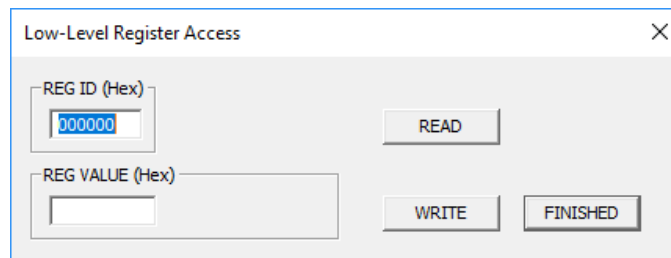 Low-Level Register Access
REG ID (Hex)
000000
READ
REG VALUE (Hex)
WRITE
FINISHED